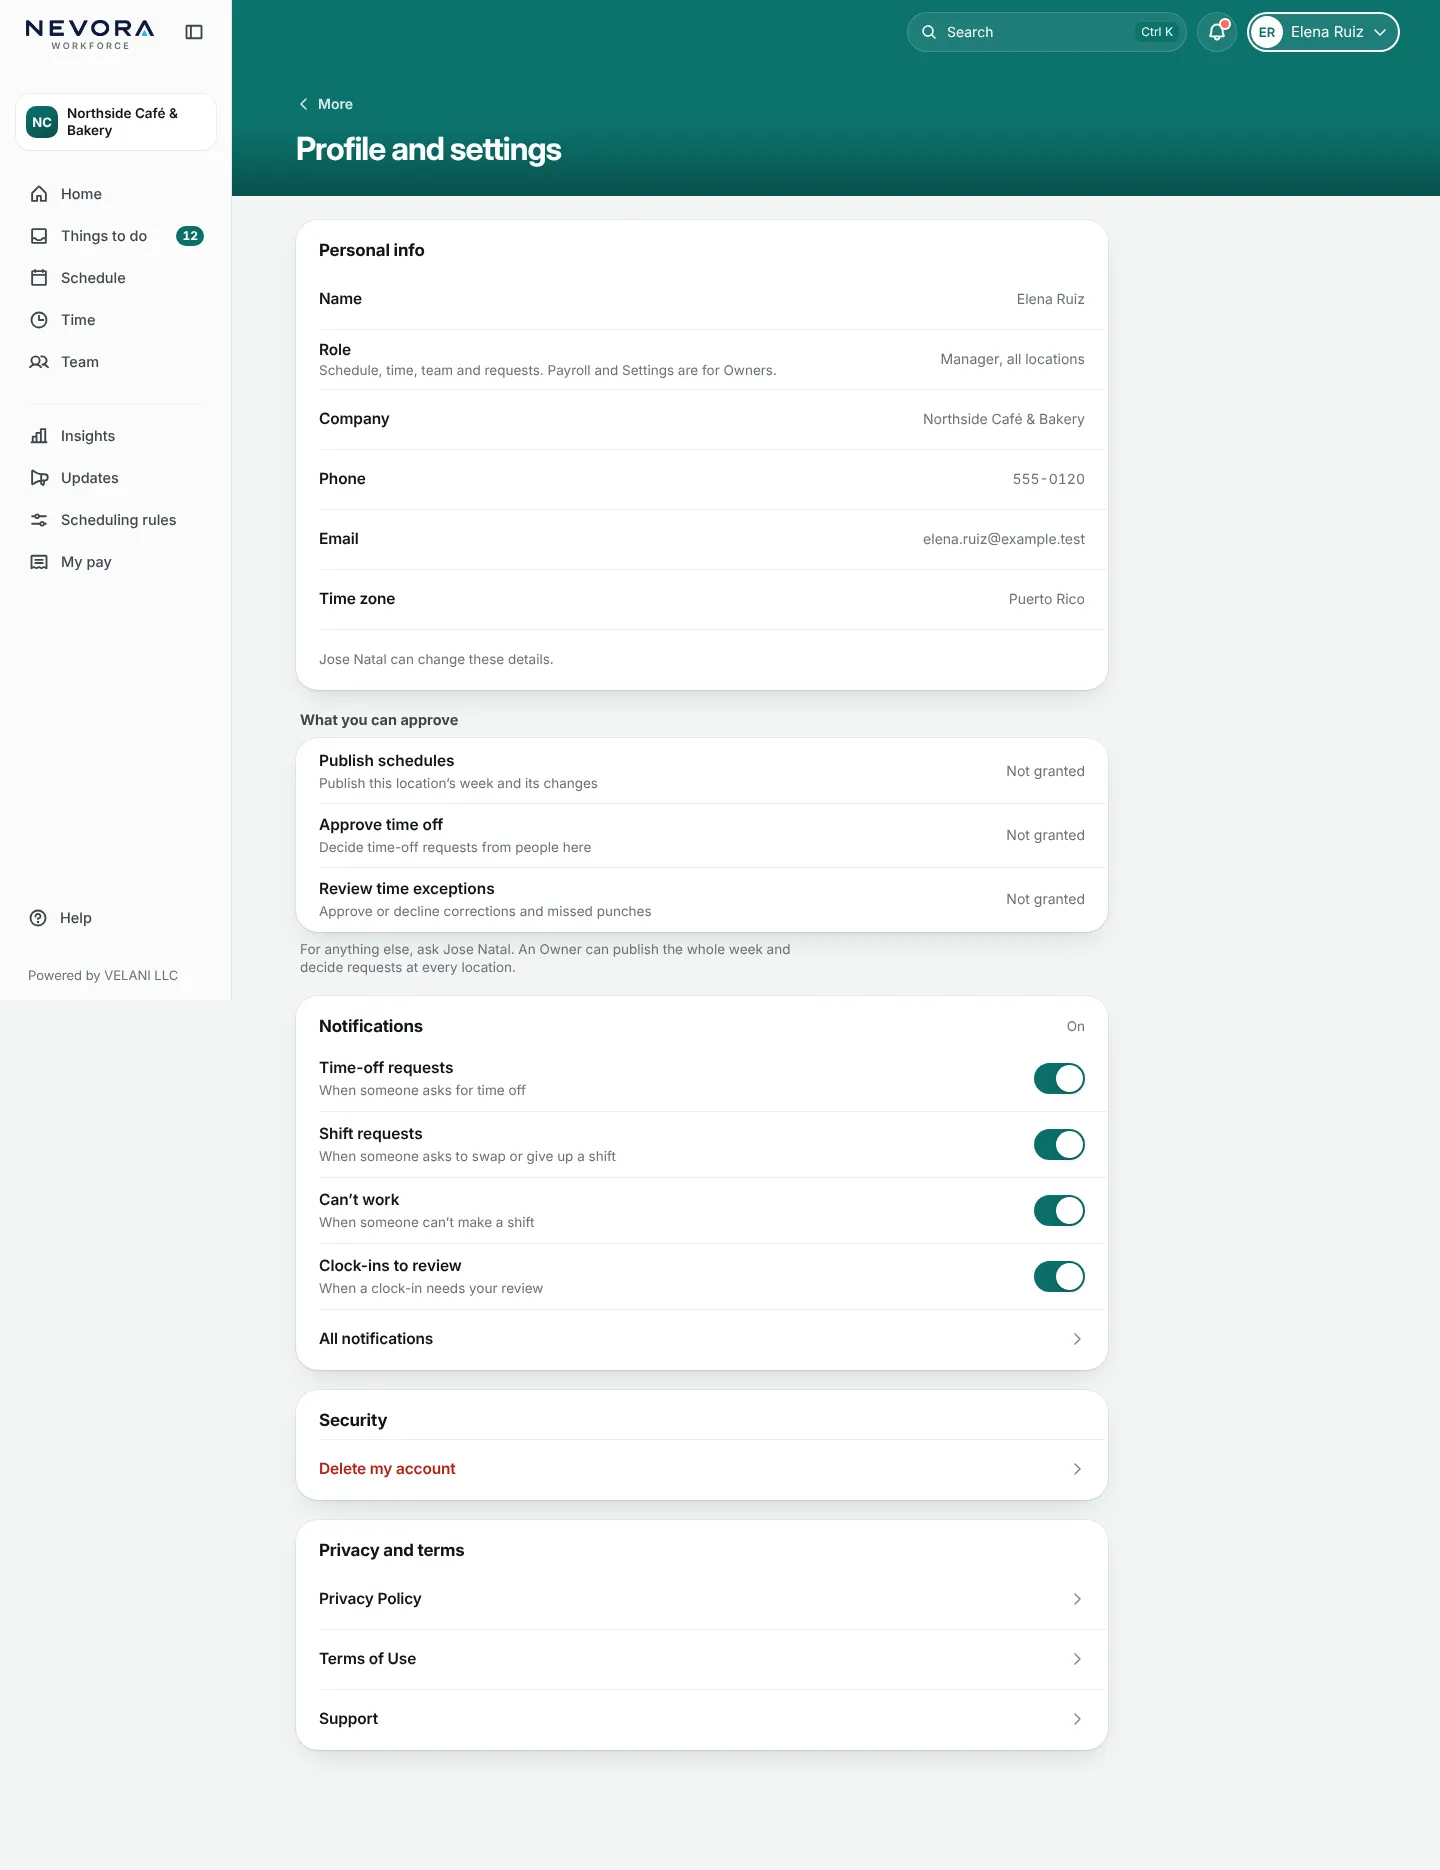 NEVORA
WORKFORCE
Search
Ctrl K
ER
Elena Ruiz
NC
Northside Café &
Bakery
Home
Things to do
12
Schedule
Time
Team
Insights
Updates
Scheduling rules
My pay
Help
Powered by VELANI LLC
More
Profile and settings
Personal info
Name
Elena Ruiz
Role
Schedule, time, team and requests. Payroll and Settings are for Owners.
Manager, all locations
Company
Northside Café & Bakery
Phone
555-0120
Email
elena.ruiz@example.test
Time zone
Puerto Rico
Jose Natal can change these details.
What you can approve
Publish schedules
Publish this location’s week and its changes
Not granted
Approve time off
Decide time-off requests from people here
Not granted
Review time exceptions
Approve or decline corrections and missed punches
Not granted
For anything else, ask Jose Natal. An Owner can publish the whole week and
decide requests at every location.
Notifications
On
Time-off requests
When someone asks for time off
Shift requests
When someone asks to swap or give up a shift
Can’t work
When someone can’t make a shift
Clock-ins to review
When a clock-in needs your review
All notifications
Security
Delete my account
Privacy and terms
Privacy Policy
Terms of Use
Support